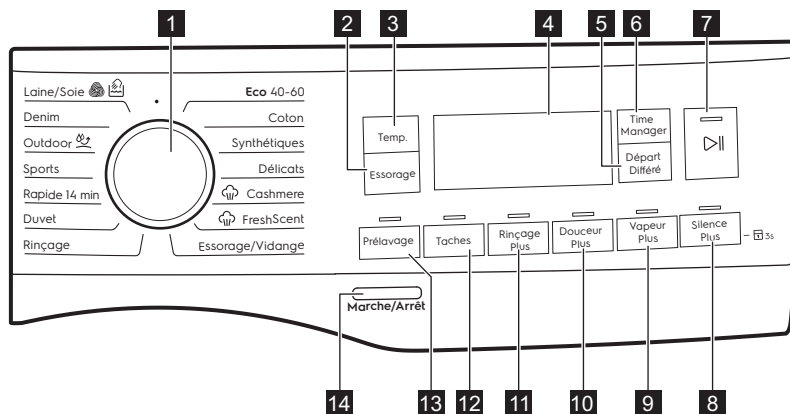 1
2
3
4
5
6
7
Laine/Soie
Denim
Outdoor
Sports
Rapide 14 min
Duvet
Rinçage
Eco 40-60
Coton
Synthétiques
Délicats
Cashmere
FreshScent
Essorage/Vidange
Temp.
Essorage
Time
Manager
Départ
Différé
Prélavage
Taches
Rinçage
Plus
Douceur
Plus
Vapeur
Plus
Silence
Plus
3s
Marche/Arrêt
14
13
12
11
10
9
8